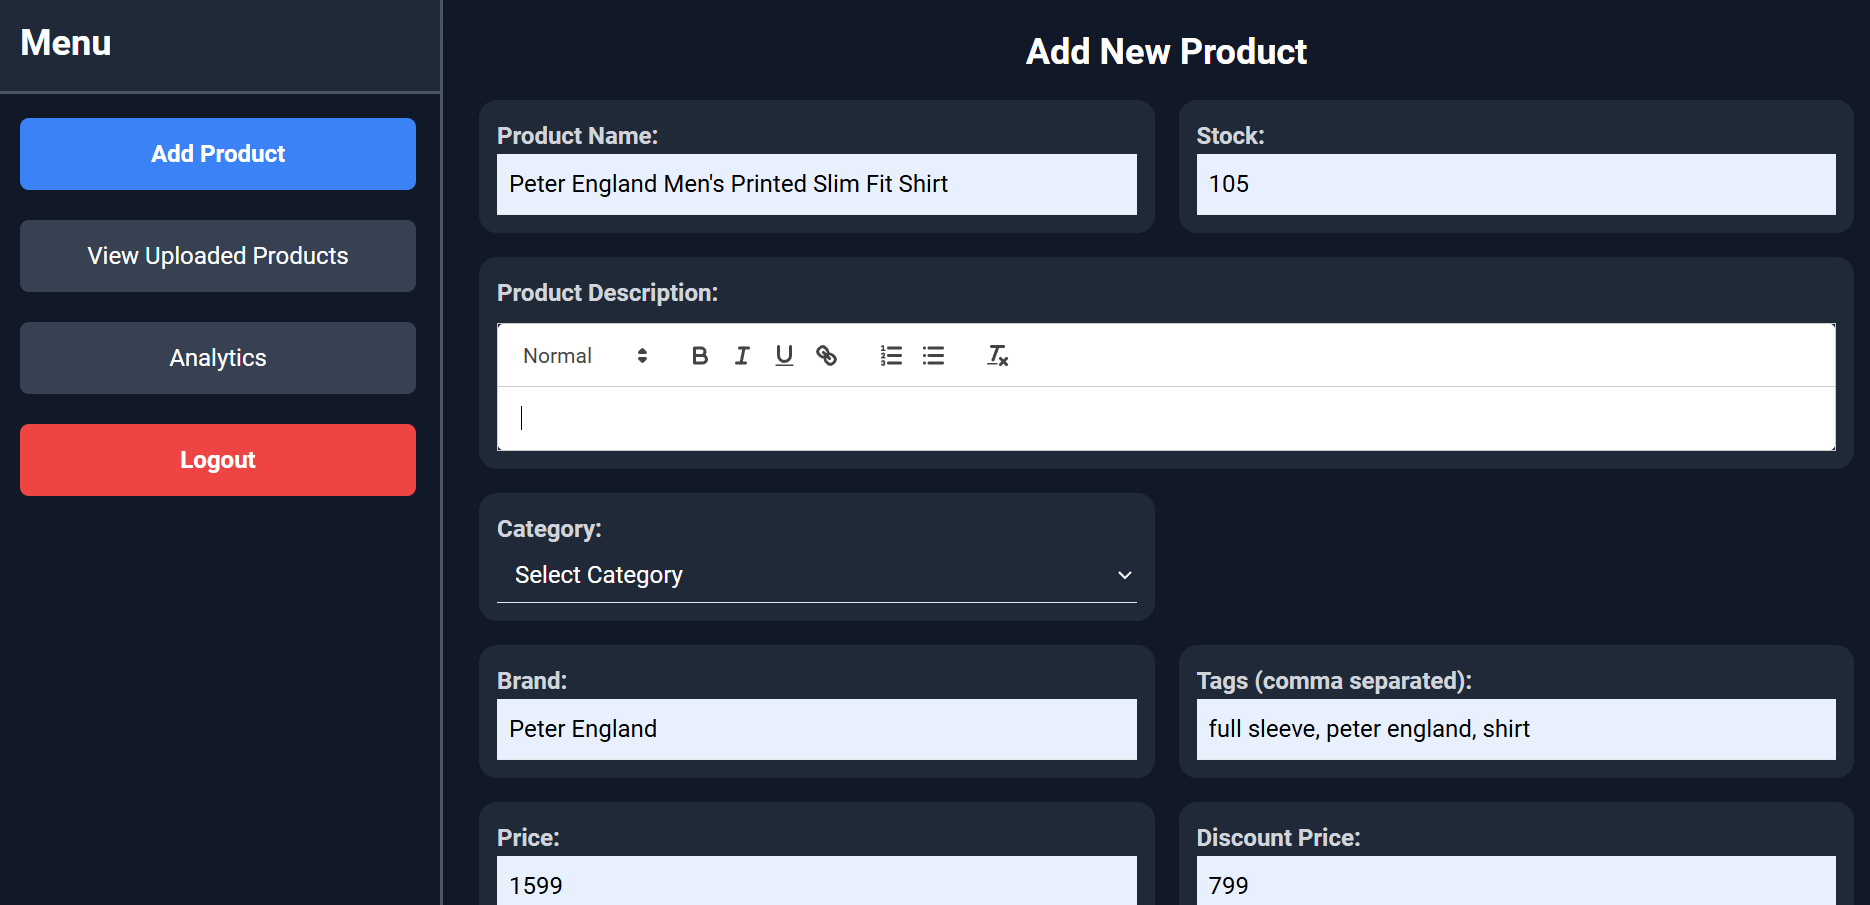 Menu
Add Product
View Uploaded Products
Analytics
Logout
Add New Product
Product Name:
Peter England Men's Printed Slim Fit Shirt
Stock:
105
Product Description:
Normal
Category:
Select Category
Brand:
Peter England
Tags (comma separated):
full sleeve, peter england, shirt
Price:
1599
Discount Price:
799